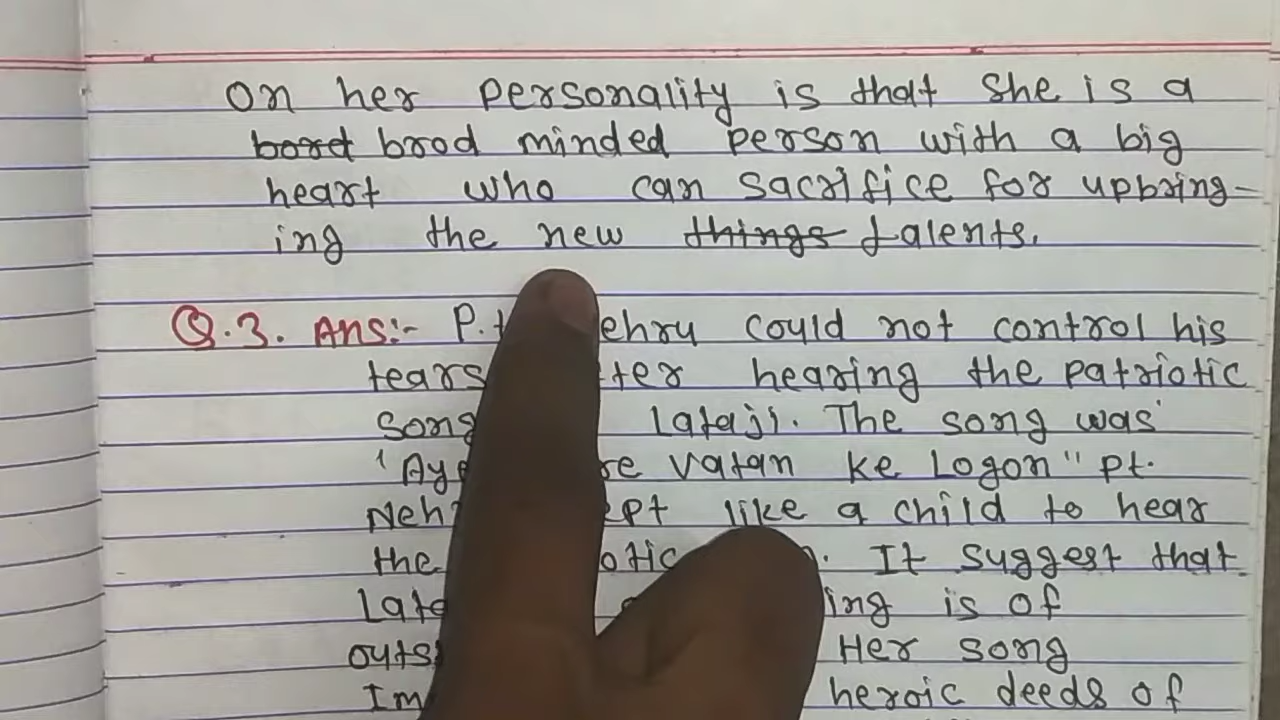 On her personality is that she is a
bord brod minded person with a big
heart who can sacrifice for upbring-
ing the new things talents.
Q.3. Ans:- P.t ehru could not control his
tears ter hearing the patriotic
song Lataji. The song was
'Ay re vatan ke Logon" pt.
Neh ept like a child to hear
the otic . It suggest that
Lata ing is of
outs Her song
Im heroic deeds of